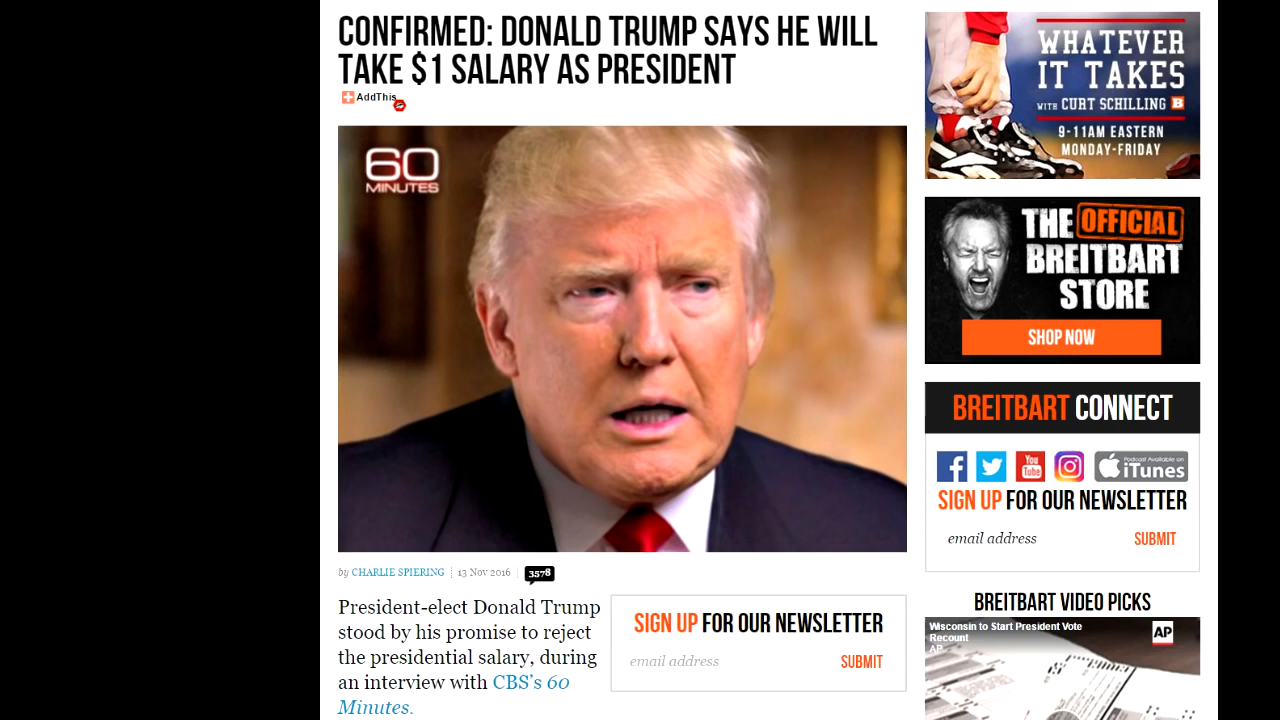 CONFIRMED: DONALD TRUMP SAYS HE WILL
TAKE $1 SALARY AS PRESIDENT
AddThis
60
MINUTES
by CHARLIE SPIERING 13 Nov 2016 3578
President-elect Donald Trump
stood by his promise to reject
the presidential salary, during
an interview with CBS's 60
Minutes.
SIGN UP FOR OUR NEWSLETTER
email address SUBMIT
WHATEVER
IT TAKES
WITH CURT SCHILLING B
9-11AM EASTERN
MONDAY-FRIDAY
THE OFFICIAL
BREITBART
STORE
SHOP NOW
BREITBART CONNECT
f You Tube Podcast Available on iTunes
SIGN UP FOR OUR NEWSLETTER
email address SUBMIT
BREITBART VIDEO PICKS
Wisconsin to Start President Vote
Recount
AP
AP